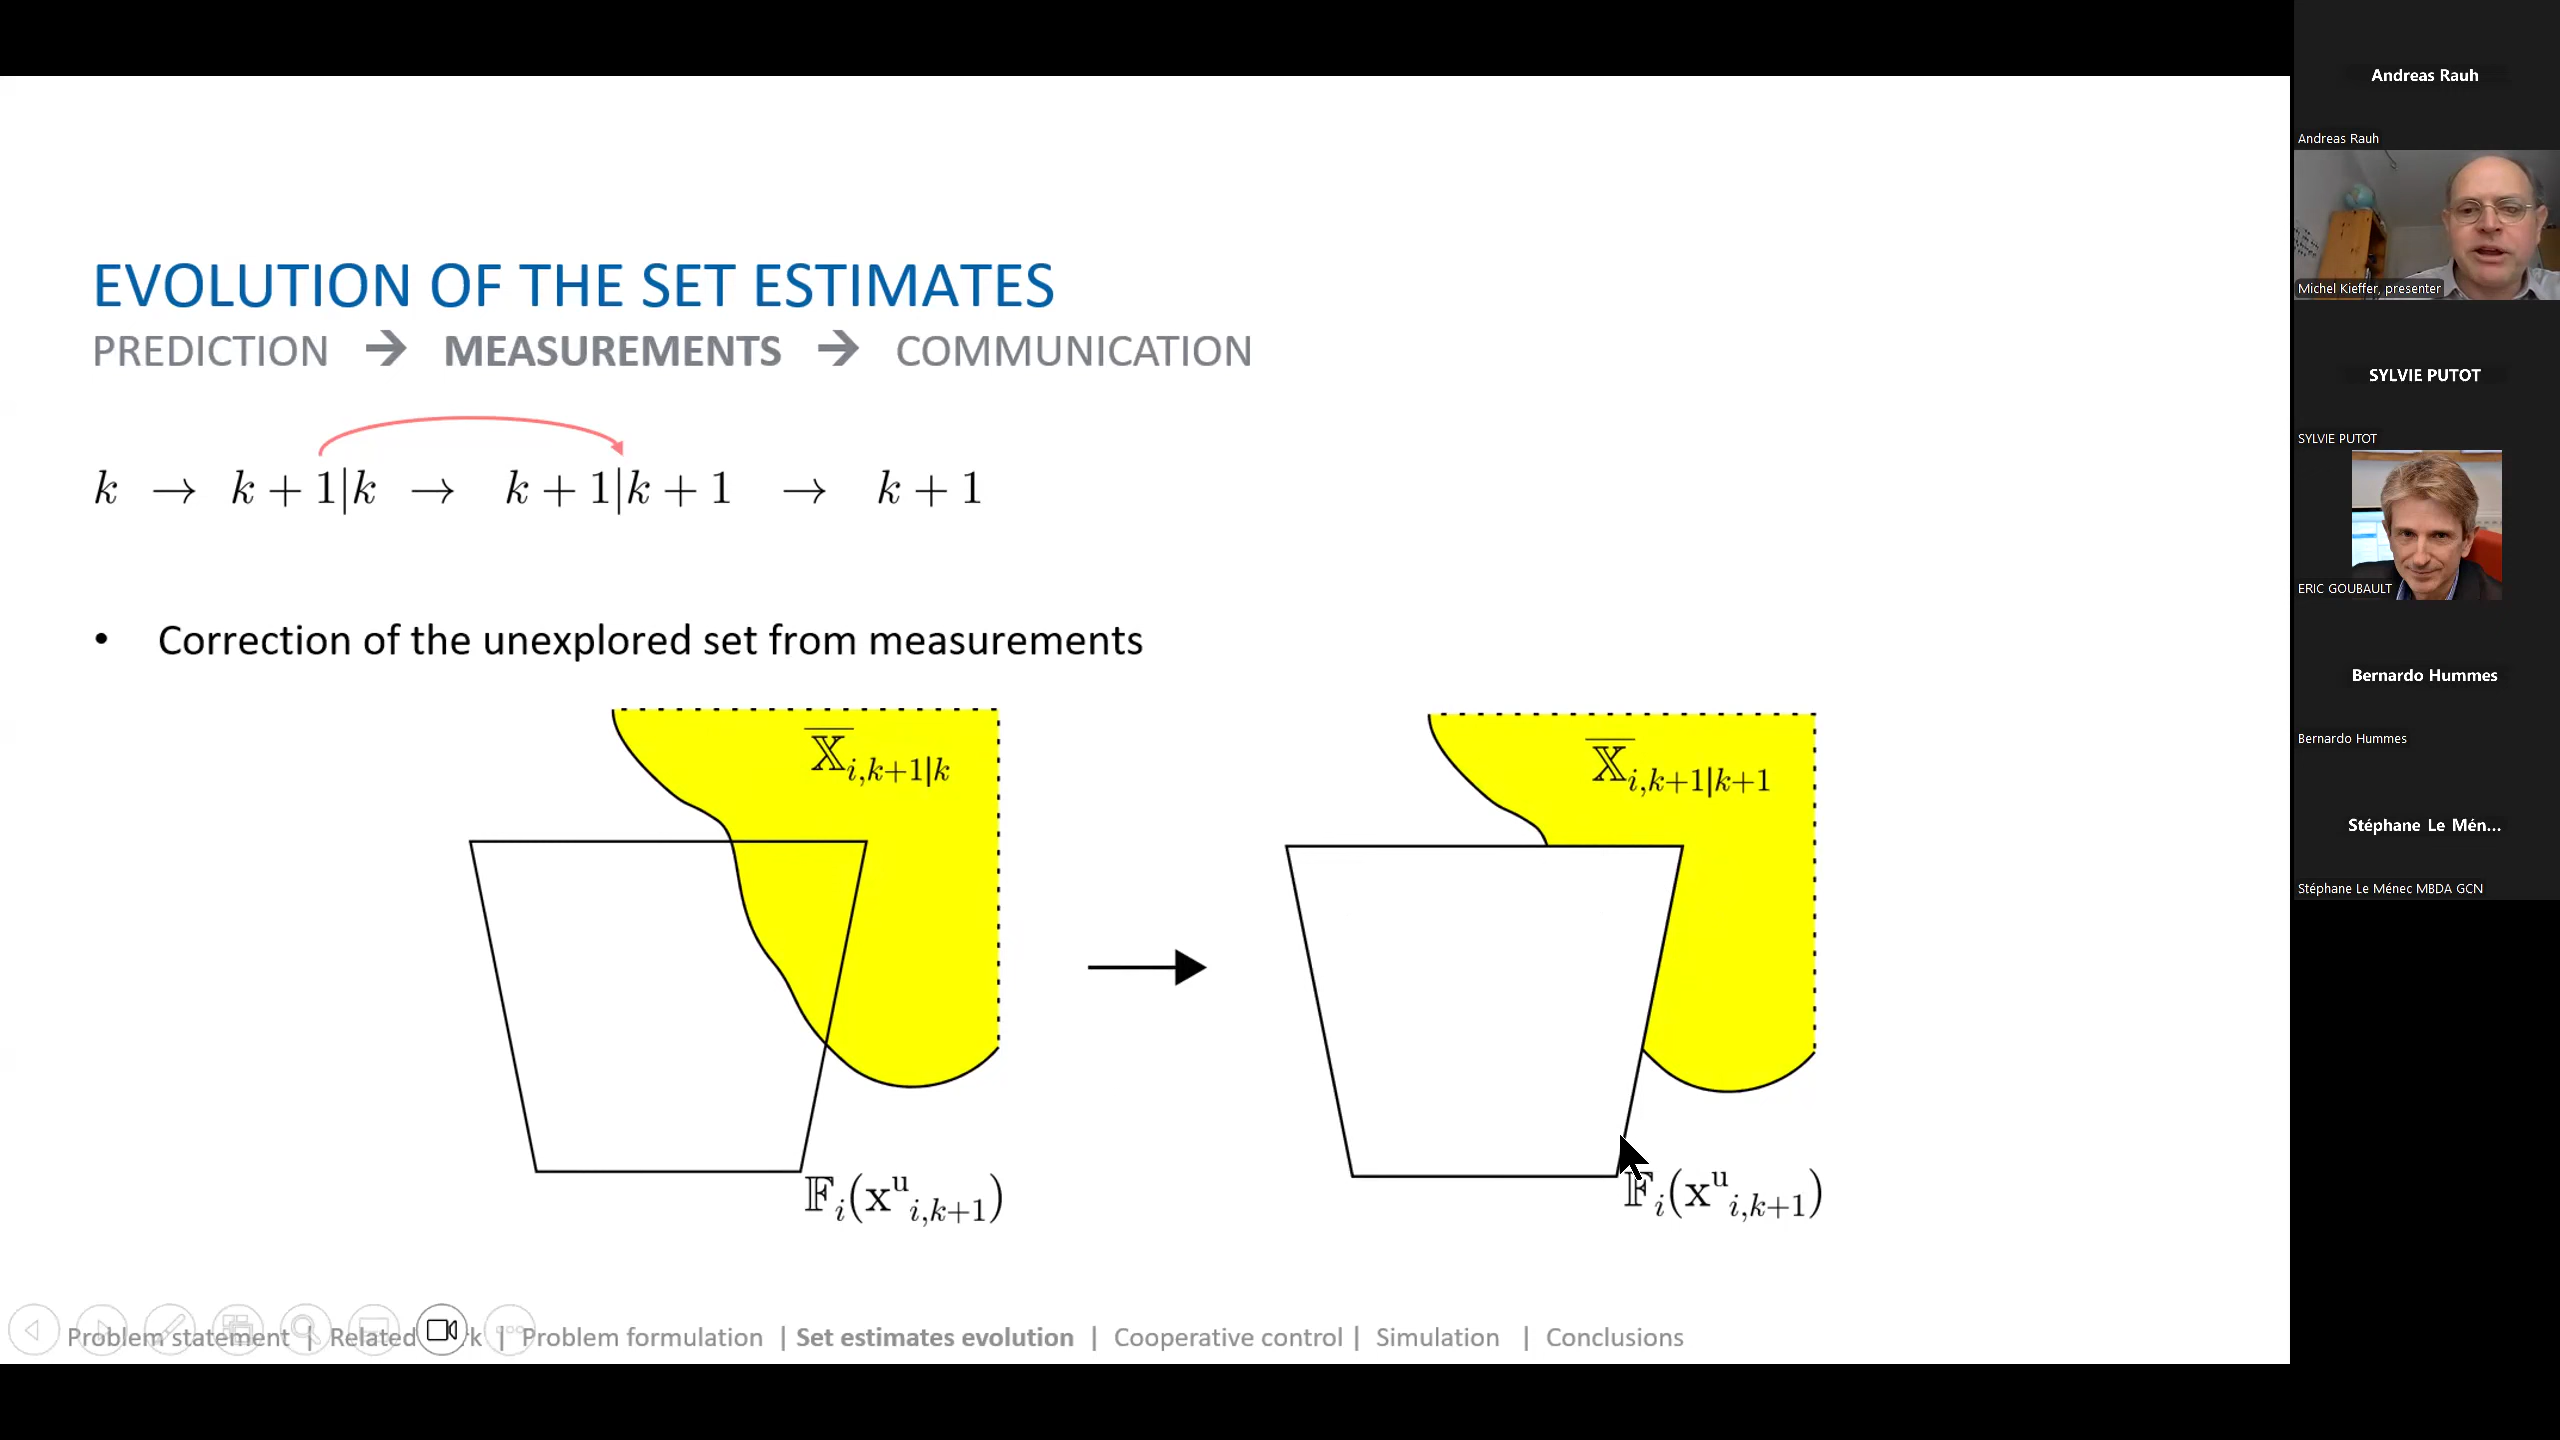 EVOLUTION OF THE SET ESTIMATES
PREDICTION → MEASUREMENTS → COMMUNICATION
k → k + 1|k → k + 1|k + 1 → k + 1
• Correction of the unexplored set from measurements
𝕏̅ i,k+1|k
𝕏̅ i,k+1|k+1
𝔽i(xᵘi,k+1)
𝔽i(xᵘi,k+1)
Problem statement | Related | Problem formulation | Set estimates evolution | Cooperative control | Simulation | Conclusions
Andreas Rauh
Andreas Rauh
Michel Kieffer, presenter
SYLVIE PUTOT
SYLVIE PUTOT
ERIC GOUBAULT
Bernardo Hummes
Bernardo Hummes
Stéphane Le Mén...
Stéphane Le Ménec MBDA GCN